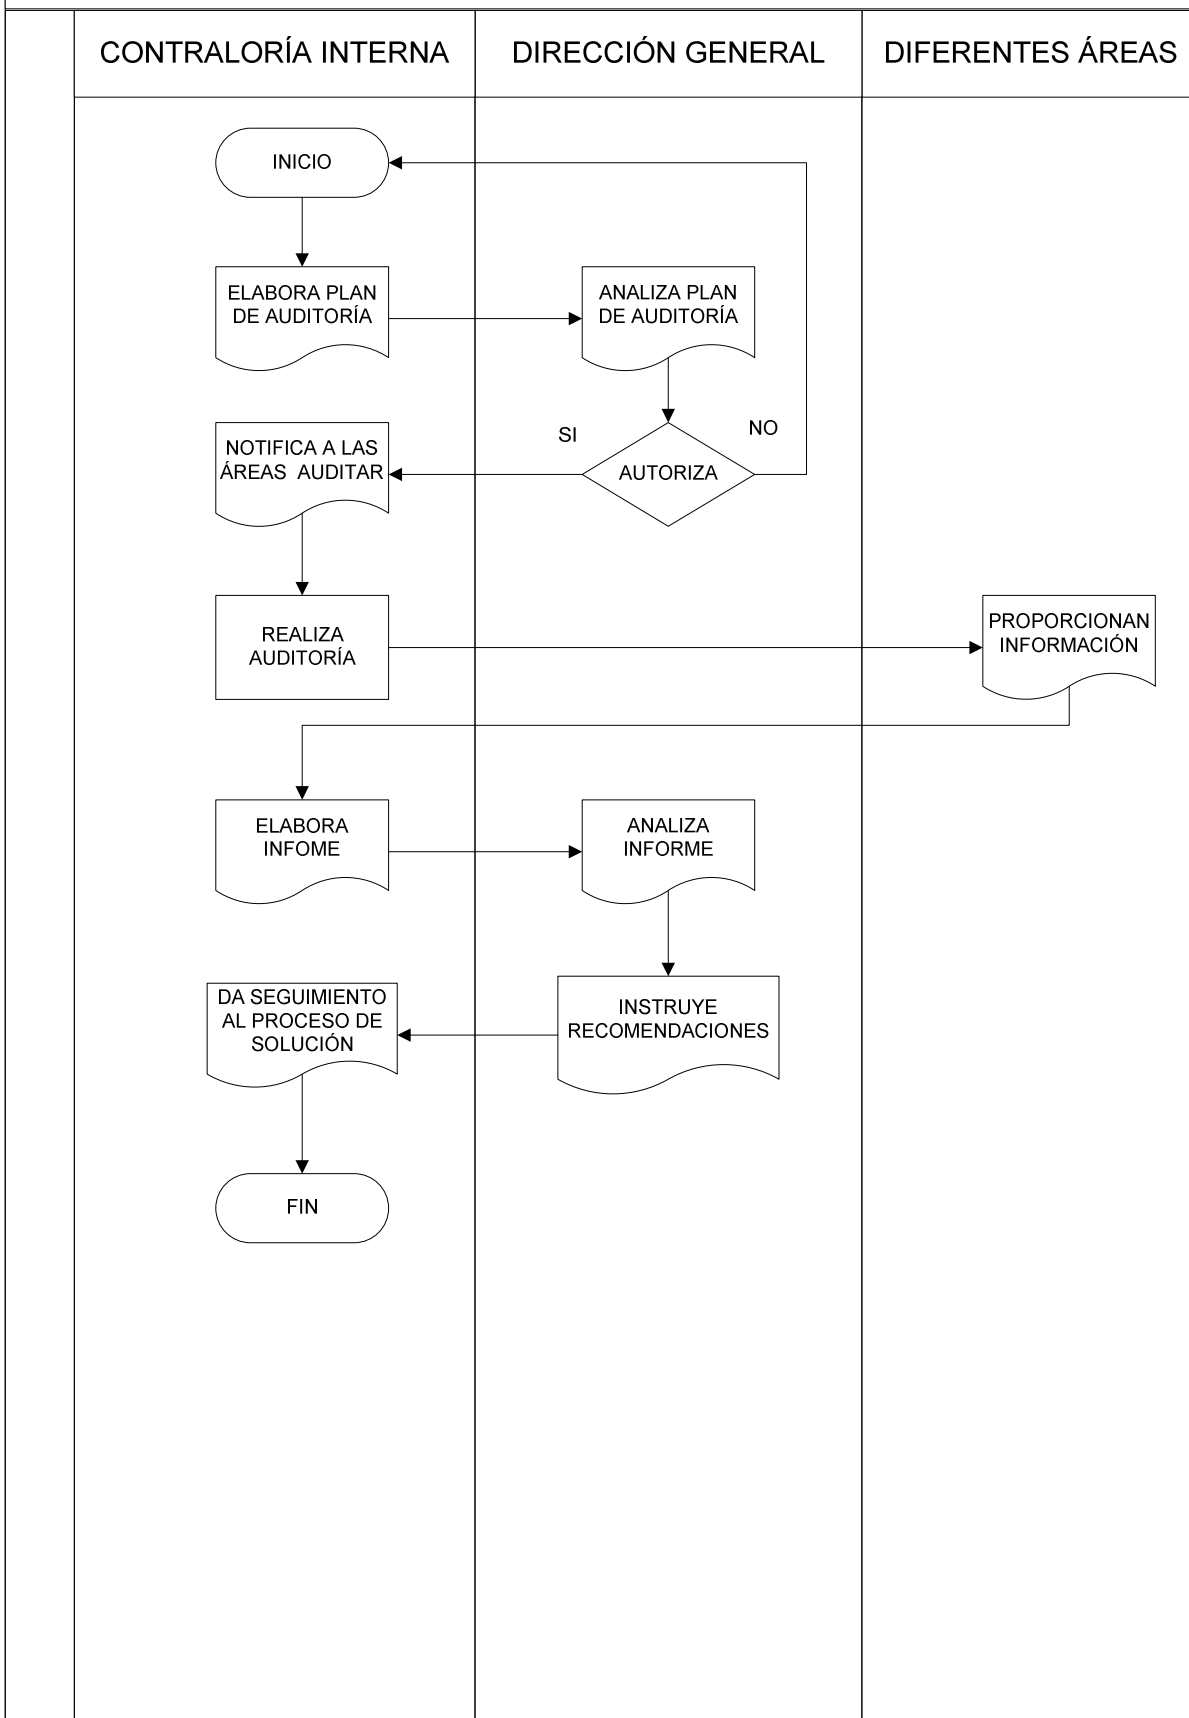 CONTRALORÍA INTERNA
DIRECCIÓN GENERAL
DIFERENTES ÁREAS
INICIO
ELABORA PLAN
DE AUDITORÍA
ANALIZA PLAN
DE AUDITORÍA
SI
NO
AUTORIZA
NOTIFICA A LAS
ÁREAS AUDITAR
REALIZA
AUDITORÍA
PROPORCIONAN
INFORMACIÓN
ELABORA
INFOME
ANALIZA
INFORME
INSTRUYE
RECOMENDACIONES
DA SEGUIMIENTO
AL PROCESO DE
SOLUCIÓN
FIN